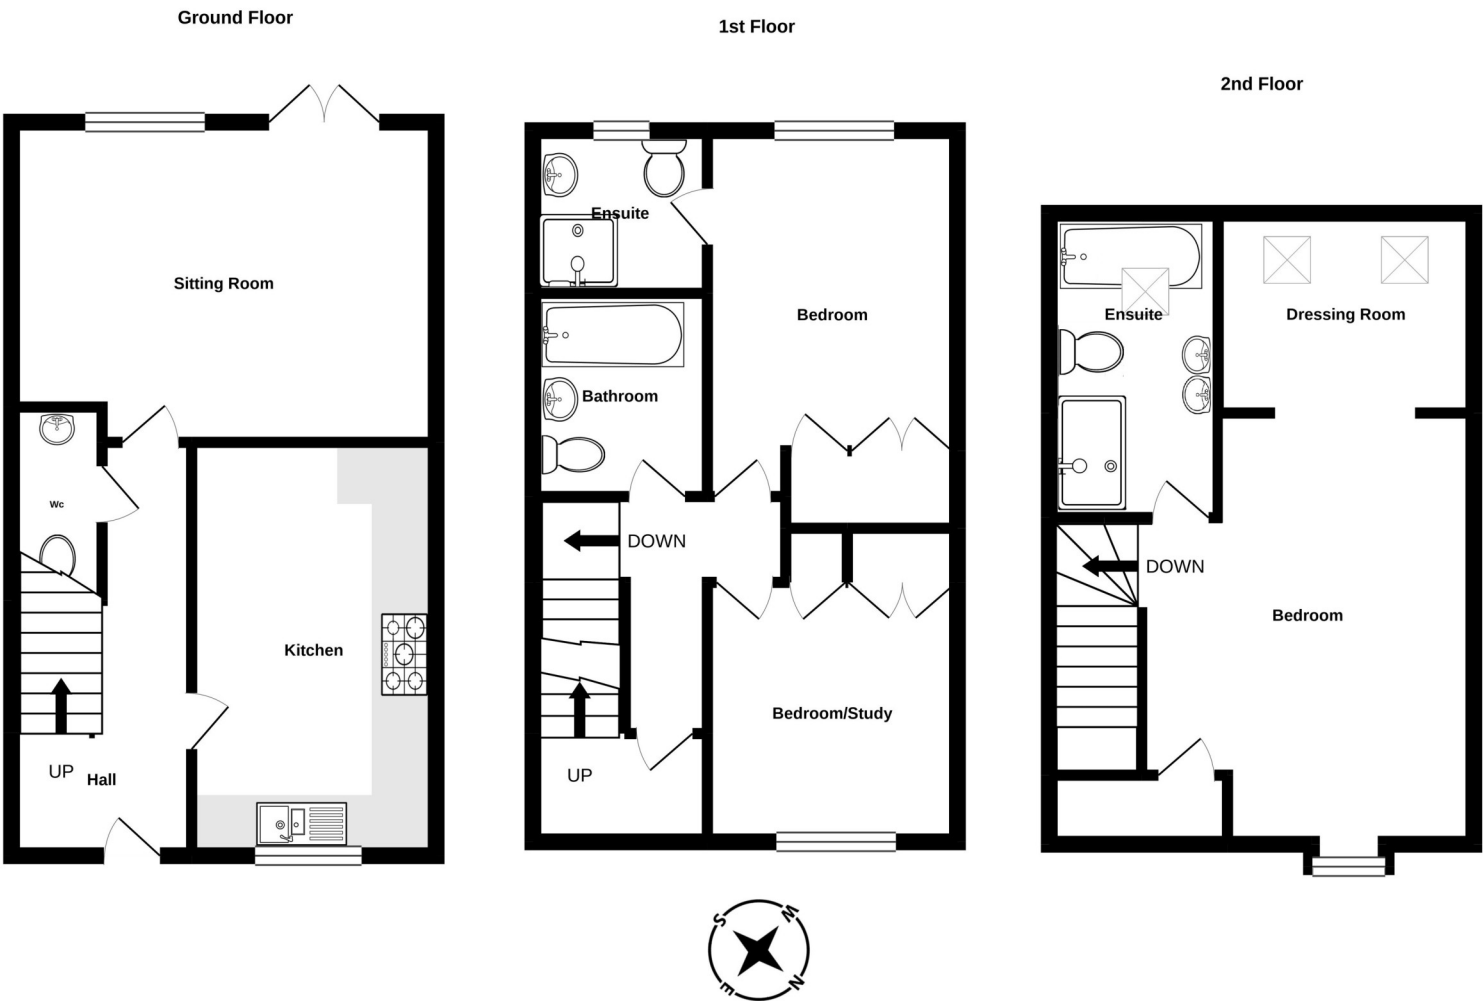 Ground Floor
Sitting Room
Wc
Kitchen
UP
Hall
1st Floor
Ensuite
Bedroom
Bathroom
DOWN
Bedroom/Study
UP
2nd Floor
Ensuite
Dressing Room
DOWN
Bedroom
S
W
E
N